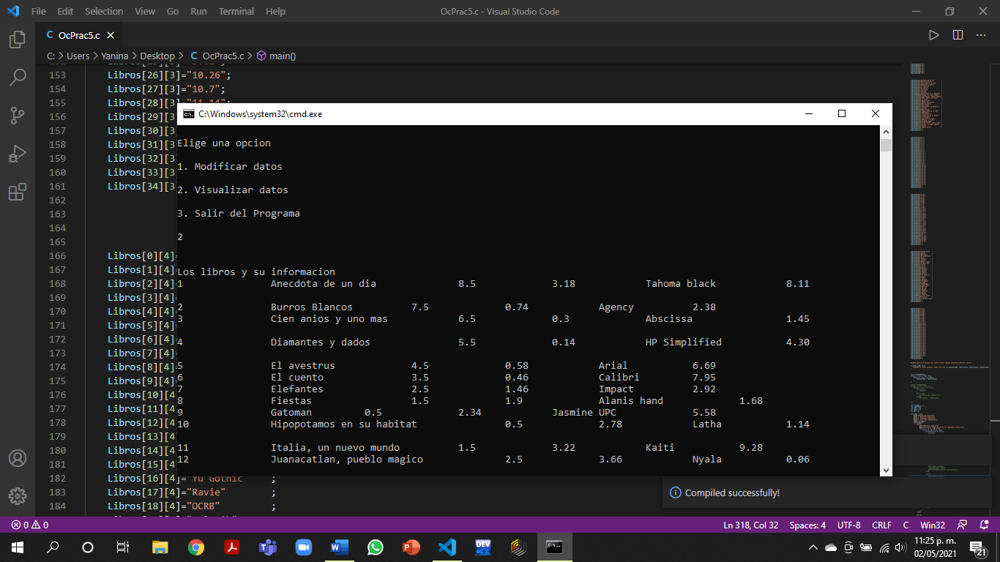 File Edit Selection View Go Run Terminal Help OcPrac5.c - Visual Studio Code
C OcPrac5.c
C: > Users > Yanina > Desktop > C OcPrac5.c > main()
153 Libros[26][3]="10.26";
154 Libros[27][3]="10.7";
155 Libros[28][3]="11.14";
156 Libros[29][3
157 Libros[30][3
158 Libros[31][3
159 Libros[32][3
160 Libros[33][3
161 Libros[34][3
162
163
164
165
166 Libros[0][4]=
167 Libros[1][4]=
168 Libros[2][4]=
169 Libros[3][4]=
170 Libros[4][4]=
171 Libros[5][4]=
172 Libros[6][4]=
173 Libros[7][4]=
174 Libros[8][4]=
175 Libros[9][4]=
176 Libros[10][4]
177 Libros[11][4]
178 Libros[12][4]
179 Libros[13][4]
180 Libros[14][4]
181 Libros[15][4]
182 Libros[16][4]="Yu Gothic" ;
183 Libros[17][4]="Ravie" ;
184 Libros[18][4]="OCRB" ;
C:\Windows\system32\cmd.exe
Elige una opcion
1. Modificar datos
2. Visualizar datos
3. Salir del Programa
2
Los libros y su informacion
1 Anecdota de un dia 8.5 3.18 Tahoma black 8.11
2 Burros Blancos 7.5 0.74 Agency 2.38
3 Cien anios y uno mas 6.5 0.3 Abscissa 1.45
4 Diamantes y dados 5.5 0.14 HP Simplified 4.30
5 El avestrus 4.5 0.58 Arial 6.69
6 El cuento 3.5 0.46 Calibri 7.95
7 Elefantes 2.5 1.46 Impact 2.92
8 Fiestas 1.5 1.9 Alanis hand 1.68
9 Gatoman 0.5 2.34 Jasmine UPC 5.58
10 Hipopotamos en su habitat 0.5 2.78 Latha 1.14
11 Italia, un nuevo mundo 1.5 3.22 Kaiti 9.28
12 Juanacatlan, pueblo magico 2.5 3.66 Nyala 0.06
Compiled successfully!
0 0 Ln 318, Col 32 Spaces: 4 UTF-8 CRLF C Win32
11:25 p. m.
02/05/2021
21